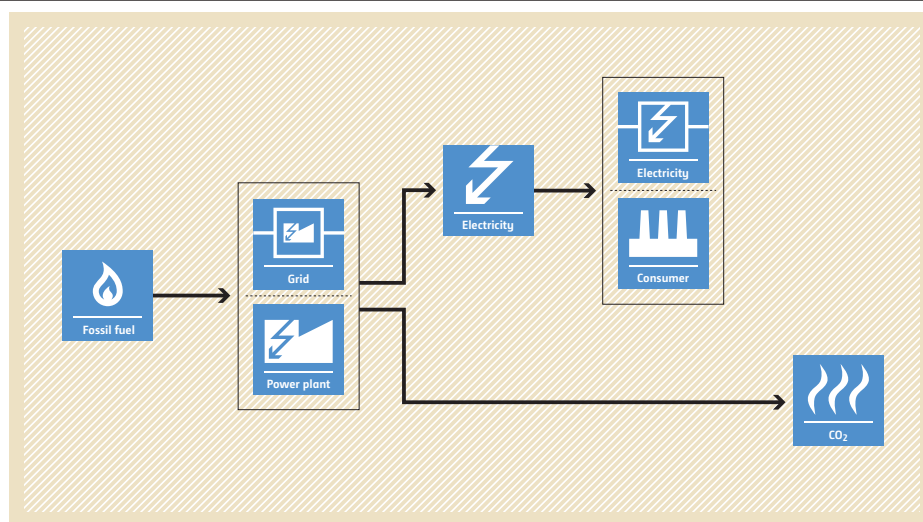 Fossil fuel
Grid
Power plant
Electricity
Electricity
Consumer
CO₂